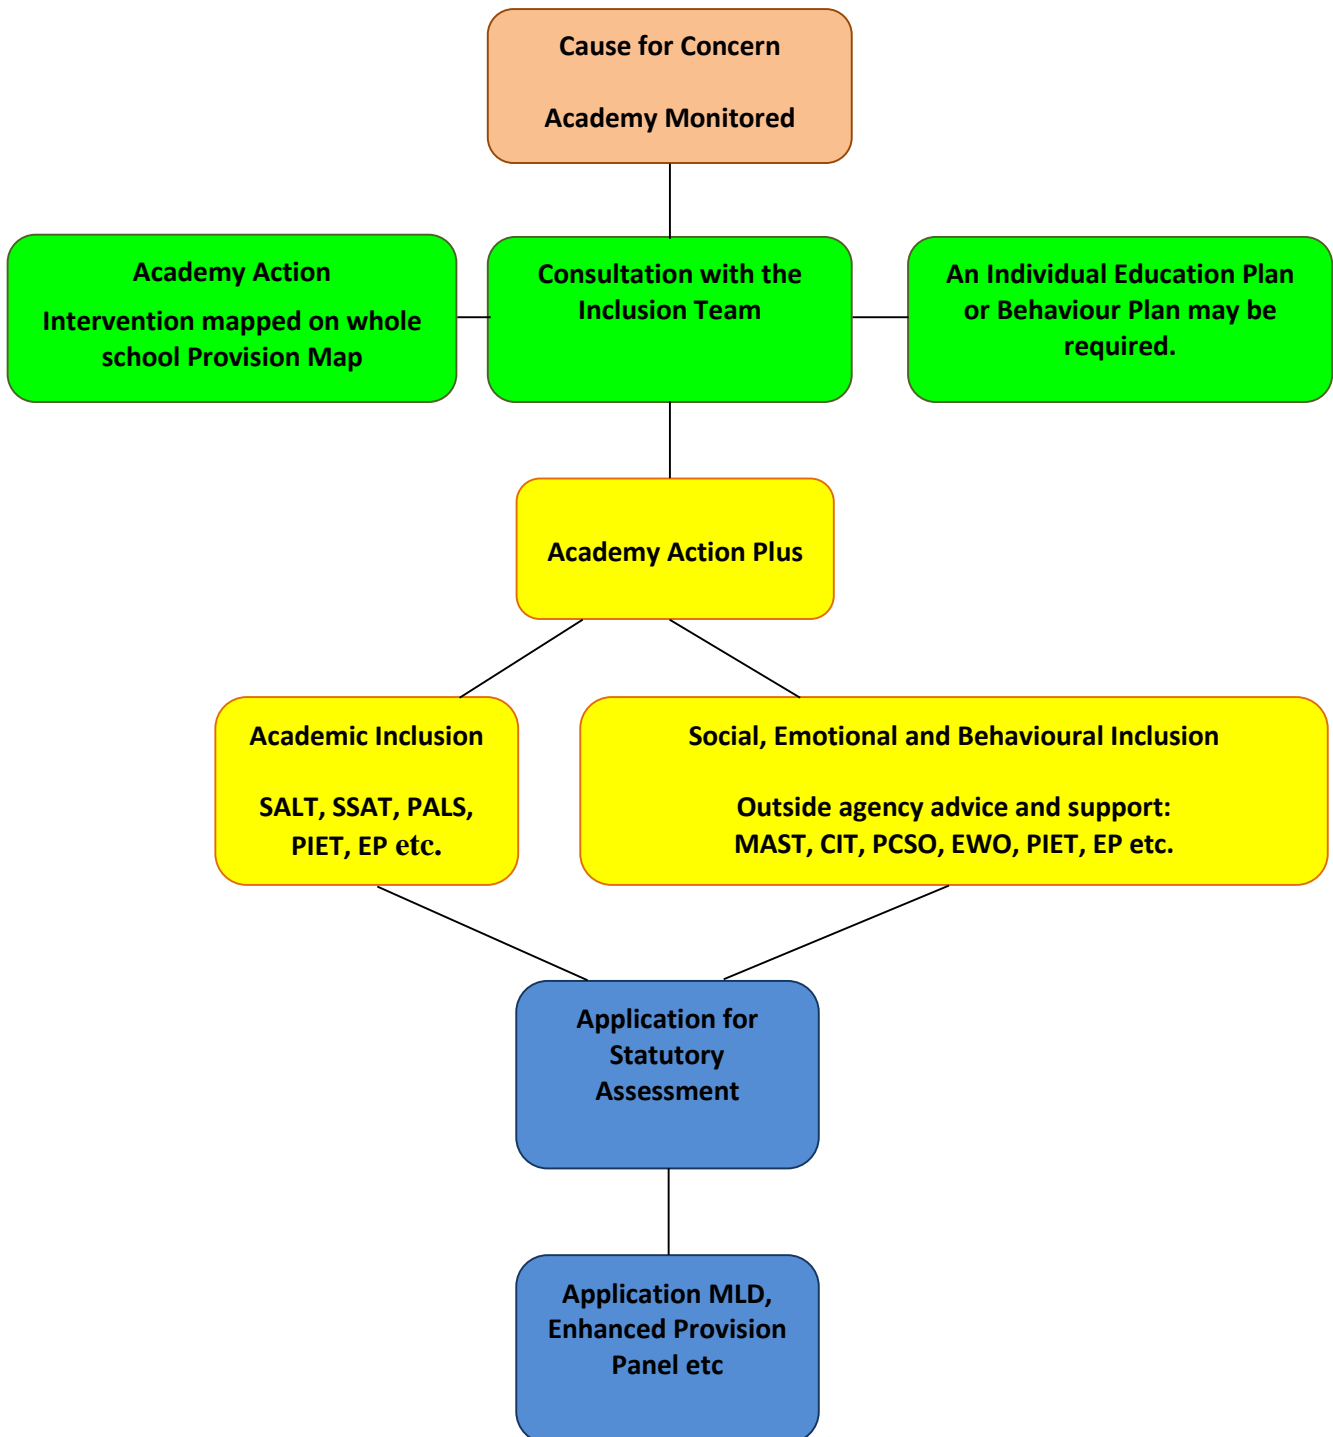 Cause for Concern
Academy Monitored
Academy Action
Intervention mapped on whole
school Provision Map
Consultation with the
Inclusion Team
An Individual Education Plan
or Behaviour Plan may be
required.
Academy Action Plus
Academic Inclusion
SALT, SSAT, PALS,
PIET, EP etc.
Social, Emotional and Behavioural Inclusion
Outside agency advice and support:
MAST, CIT, PCSO, EWO, PIET, EP etc.
Application for
Statutory
Assessment
Application MLD,
Enhanced Provision
Panel etc